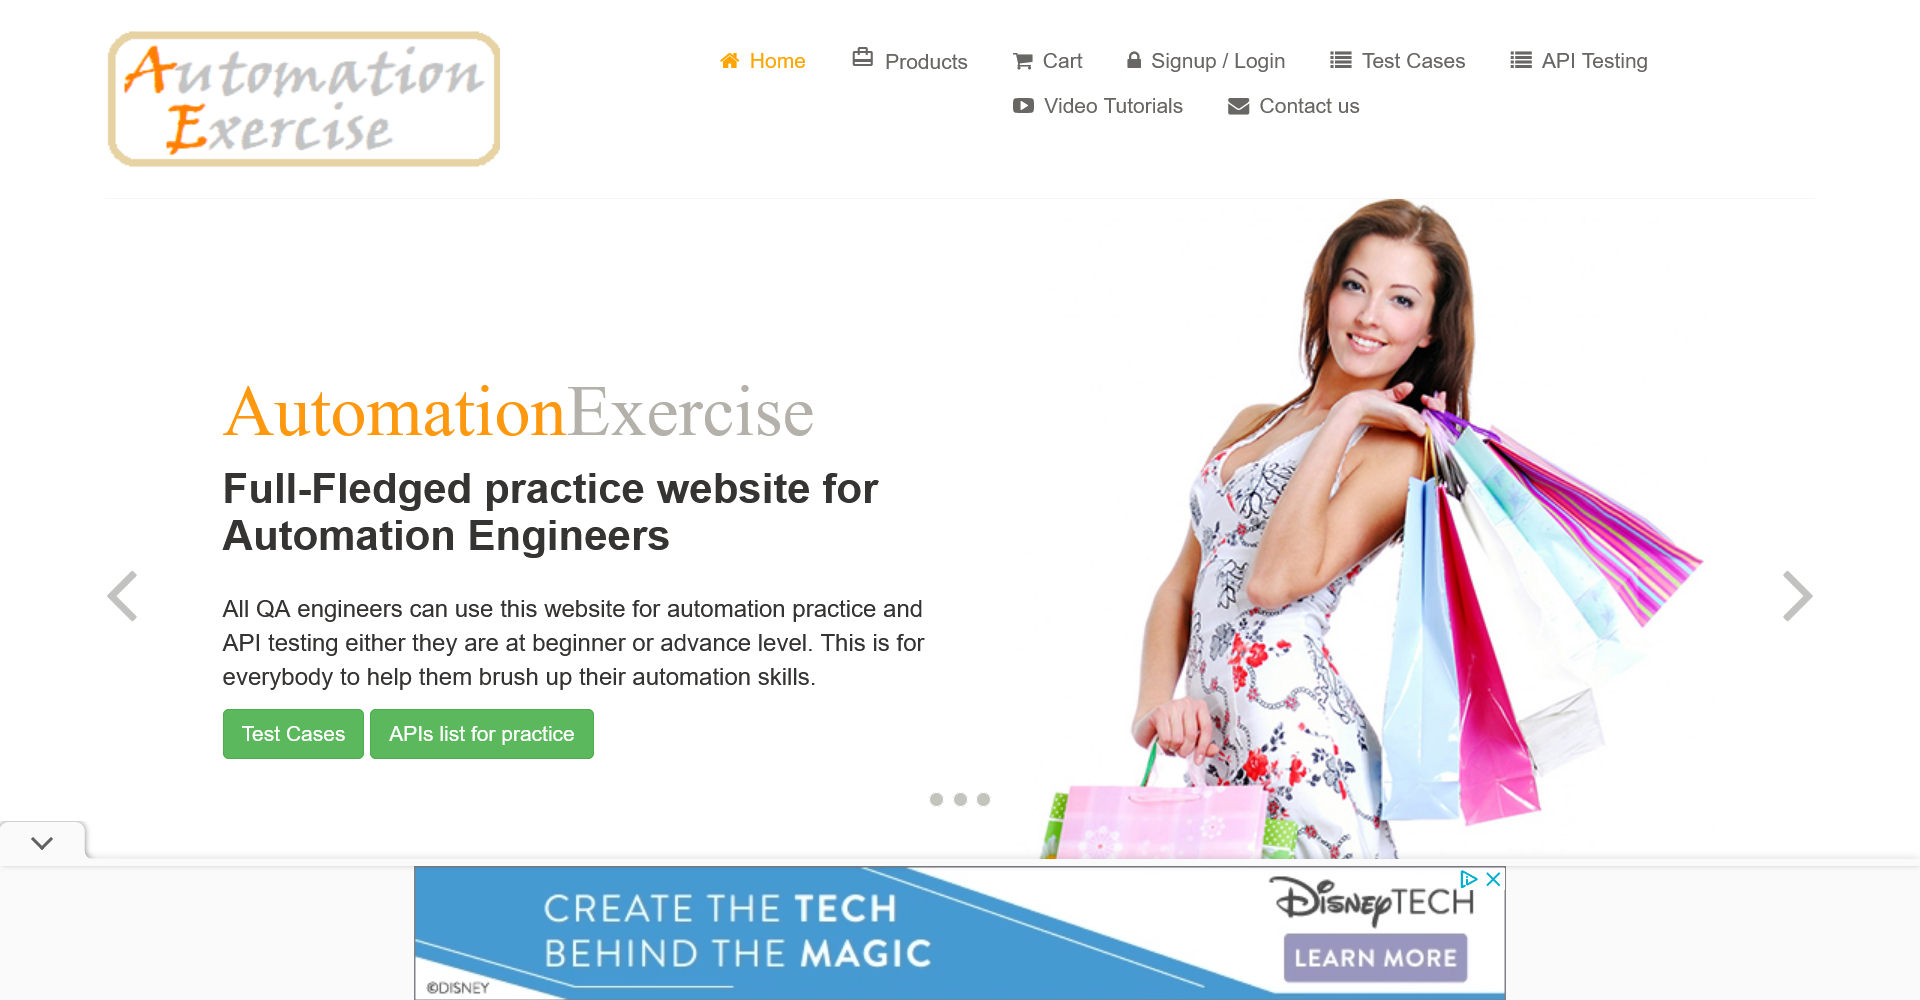 Automation
Exercise
Home
Products
Cart
Signup / Login
Test Cases
API Testing
Video Tutorials
Contact us
AutomationExercise
Full-Fledged practice website for
Automation Engineers
All QA engineers can use this website for automation practice and
API testing either they are at beginner or advance level. This is for
everybody to help them brush up their automation skills.
Test Cases
APIs list for practice
CREATE THE TECH
BEHIND THE MAGIC
©DISNEY
DISNEYTECH
LEARN MORE